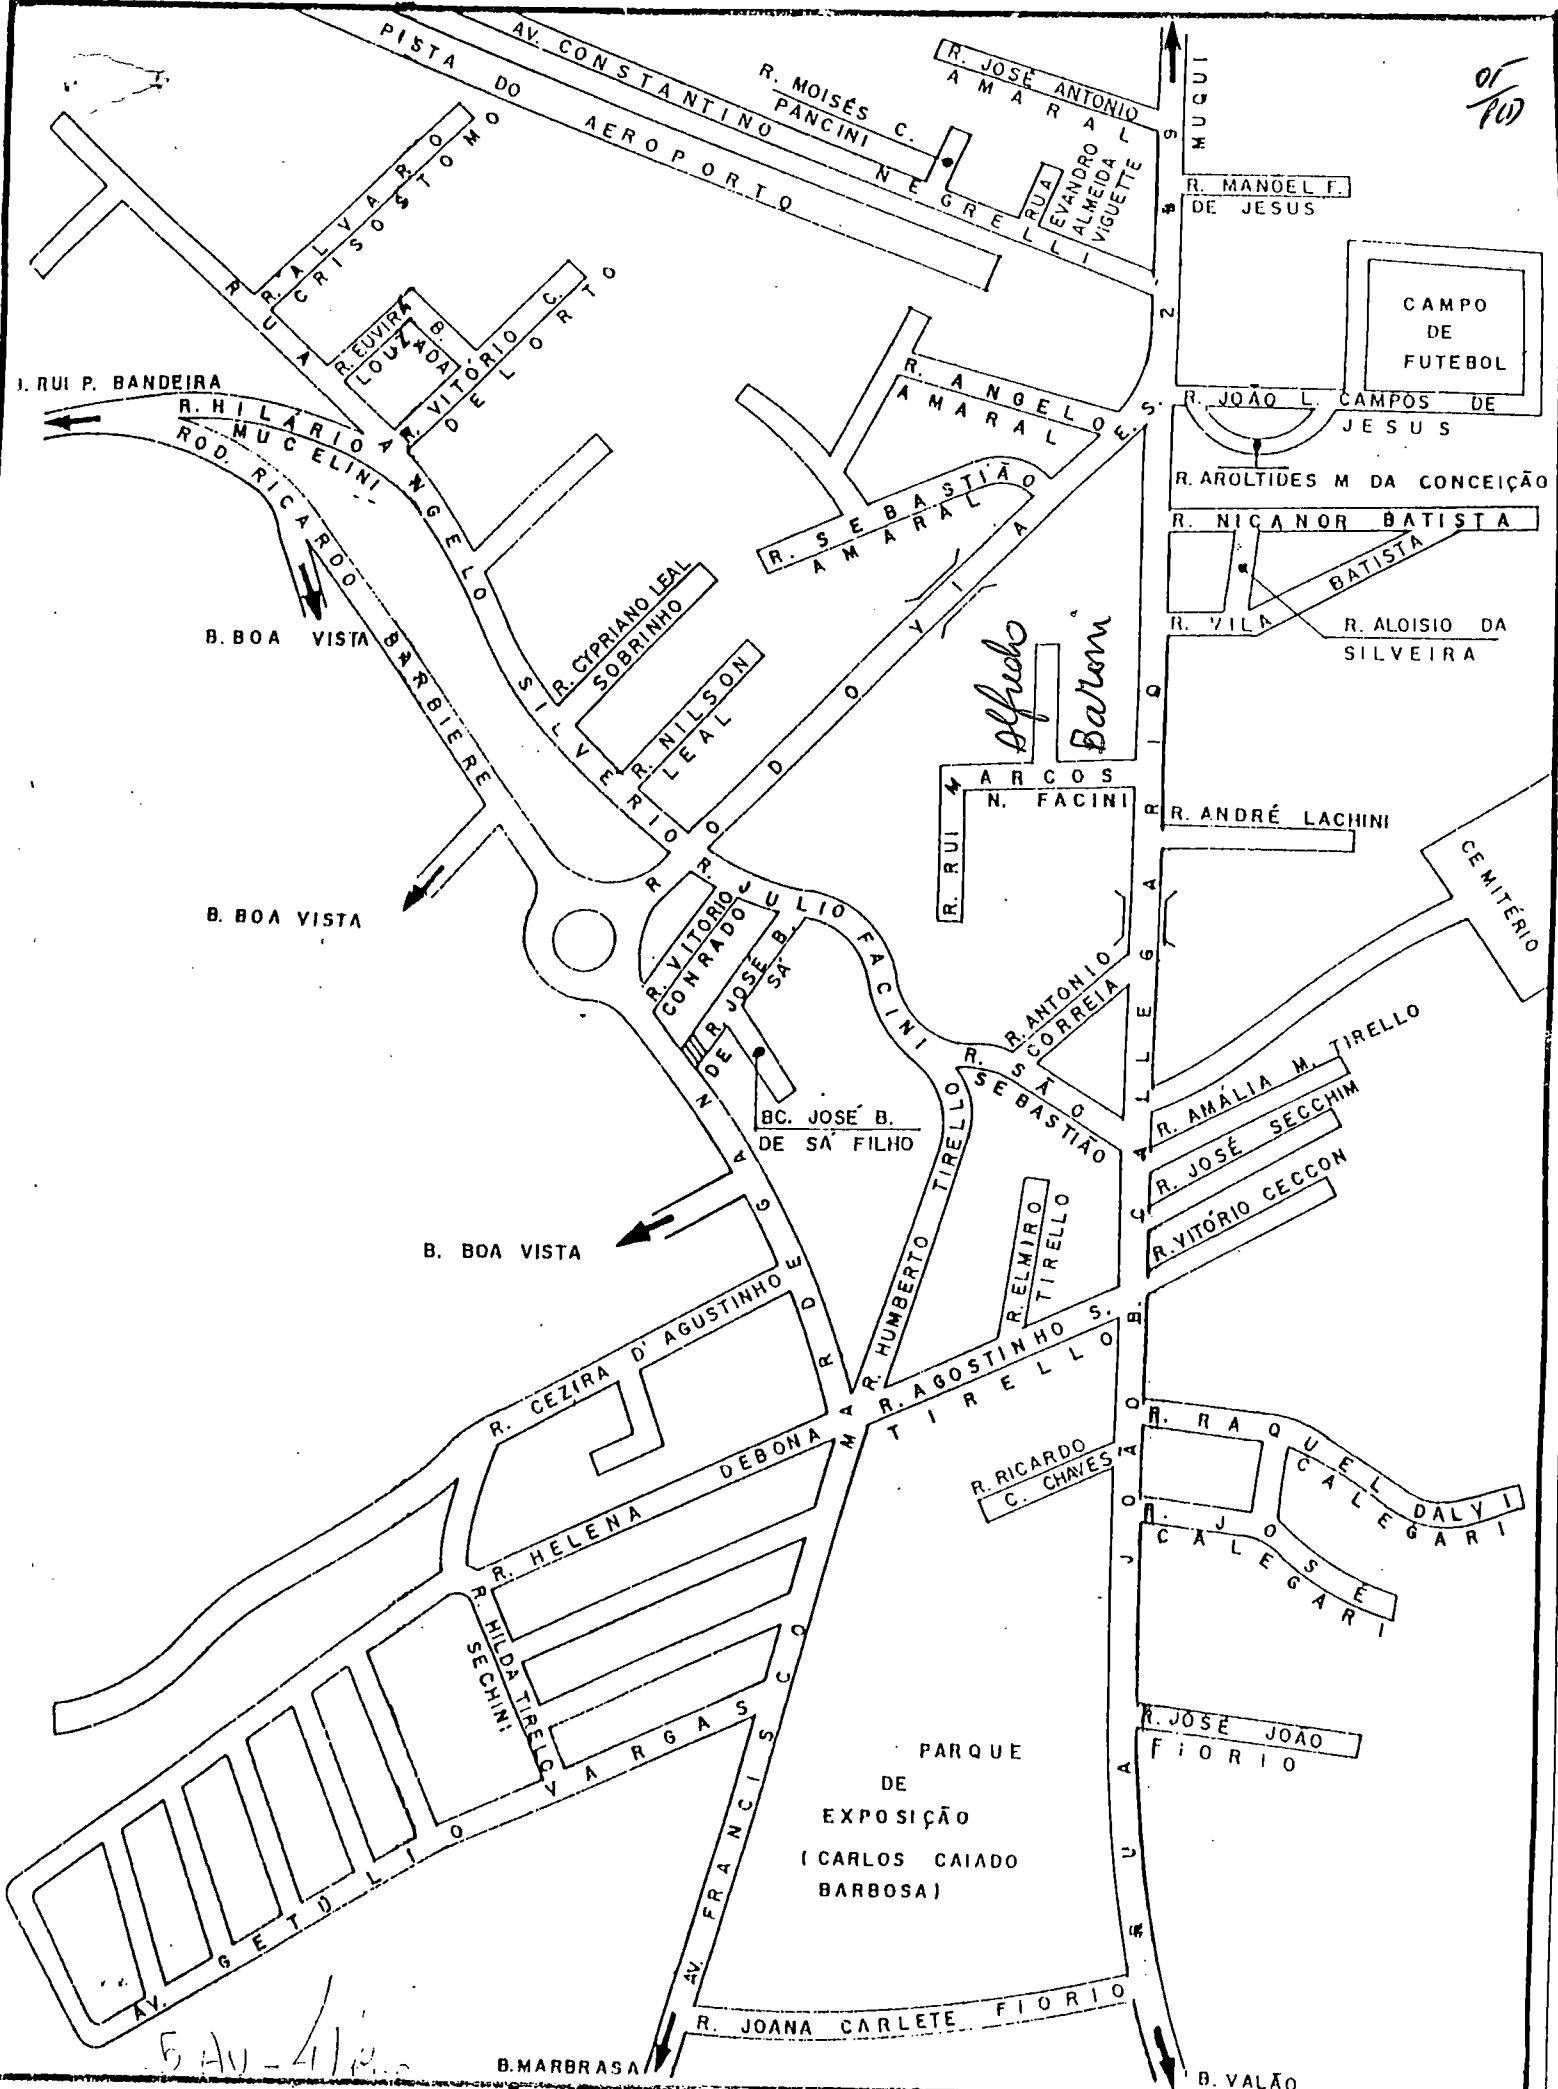 PISTA DO AEROPORTO
AV. CONSTANTINO NEGRELLI
R. MOISÉS C.
PANCINI
R. JOSÉ ANTONIO
AMARAL
MUQUI
RUA
EVANDRO
ALMEIDA
VIGUETTE
R. MANOEL F.
DE JESUS
R. ALVARO
CRISOSTOMO
R. EUVIRA B.
LOUZADA
R. VITÓRIO C.
DELORTO
CAMPO
DE
FUTEBOL
RUI P. BANDEIRA
R. HILÁRIO
MUCELINI
ROD. RICARDO BARBIERE
RUA ANGELO SILVERIO
R. ANGELO
AMARAL
R. JOÃO L. CAMPOS DE
JESUS
R. AROLTIDES M DA CONCEIÇÃO
R. SEBASTIÃO
AMARAL
R. NICANOR BATISTA
R. VILA BATISTA
R. ALOISIO DA
SILVEIRA
RODOVIA E.S. 289
B. BOA VISTA
R. CYPRIANO LEAL
SOBRINHO
R. NILSON
LEAL
Alfredo
Baroni
R. RUI MARCOS
N. FACINI
R. ANDRÉ LACHINI
CEMITÉRIO
B. BOA VISTA
R. VITORIO
CONRADO
R. JULIO FACINI
R. JOSÉ B.
DE SÁ
BC. JOSÉ B.
DE SÁ FILHO
R. ANTONIO
CORREIA
R. SÃO
SEBASTIÃO
R. AMÁLIA M. TIRELLO
R. JOSÉ SECCHIM
R. VITÓRIO CECCON
B. BOA VISTA
R. HUMBERTO TIRELLO
R. ELMIRO
TIRELLO
R. AGOSTINHO S.
TIRELLO
R. CEZIRA D'AGUSTINHO
R. HELENA DEBONA
R. RICARDO
C. CHAVES
R. RAQUEL DALVI
CALEGARI
R. JOSÉ
CALEGARI
R. HILDA TIRELO
SECHINI
AV. GETULIO VARGAS
R. JOSÉ JOÃO
FIORIO
PARQUE
DE
EXPOSIÇÃO
(CARLOS CAIADO
BARBOSA)
AV. FRANCISCO MARDEGAN
R. JOANA CARLETE FIORIO
B. MARBRASA
B. VALÃO